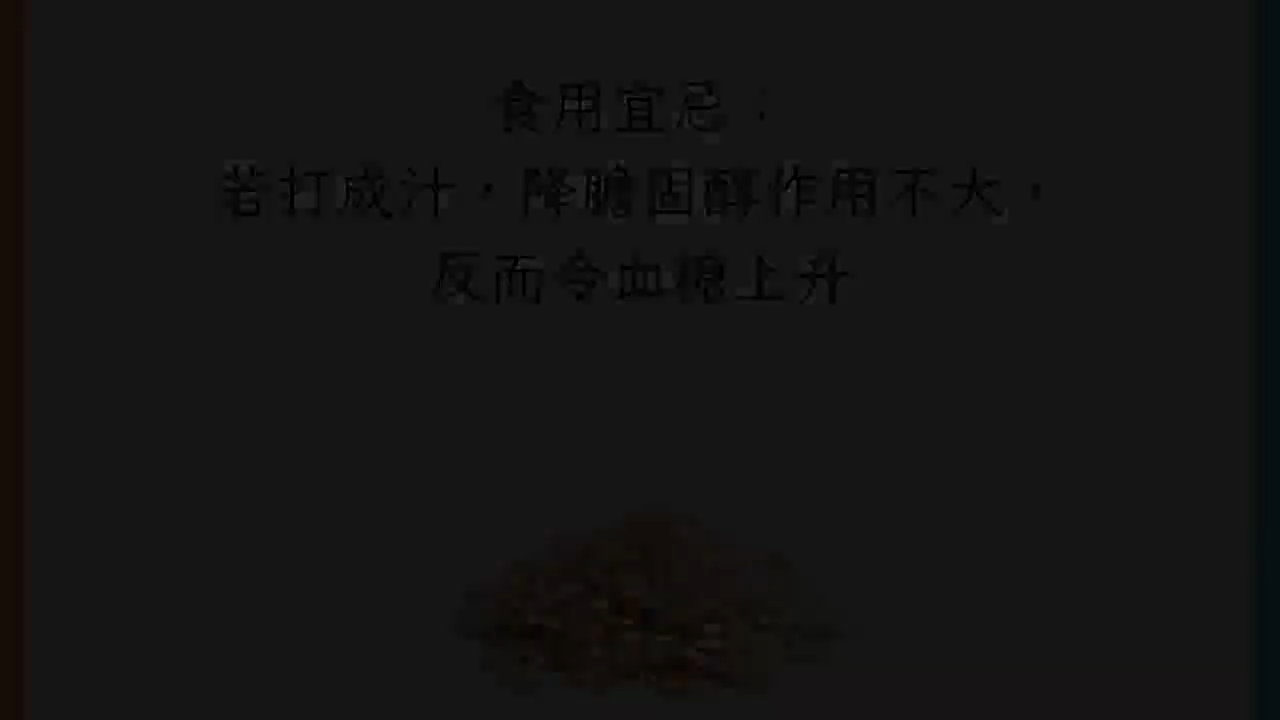 食用宜忌：
若打成汁，降膽固醇作用不大，
反而令血糖上升